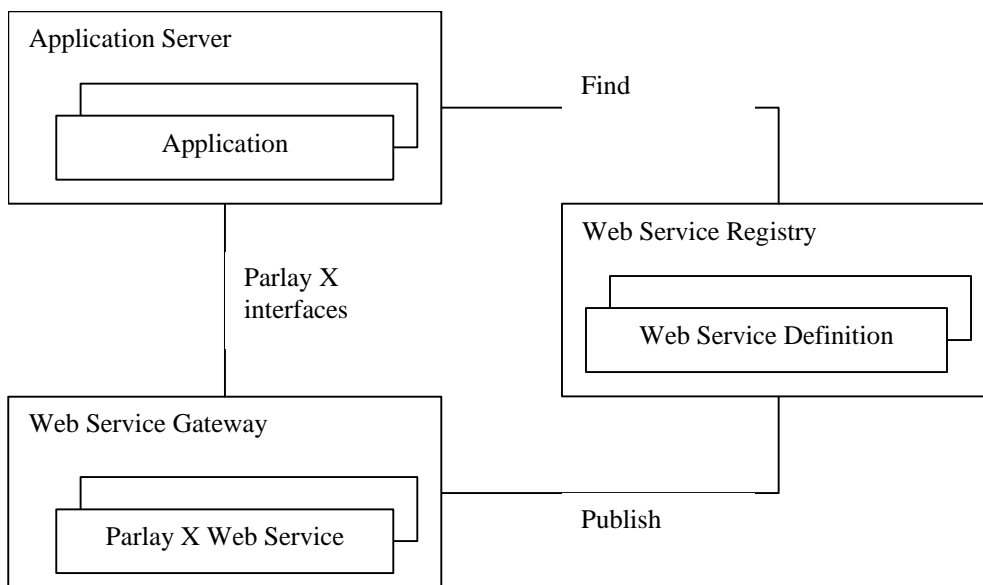 Application Server
Application
Find
Web Service Registry
Web Service Definition
Parlay X
interfaces
Web Service Gateway
Parlay X Web Service
Publish